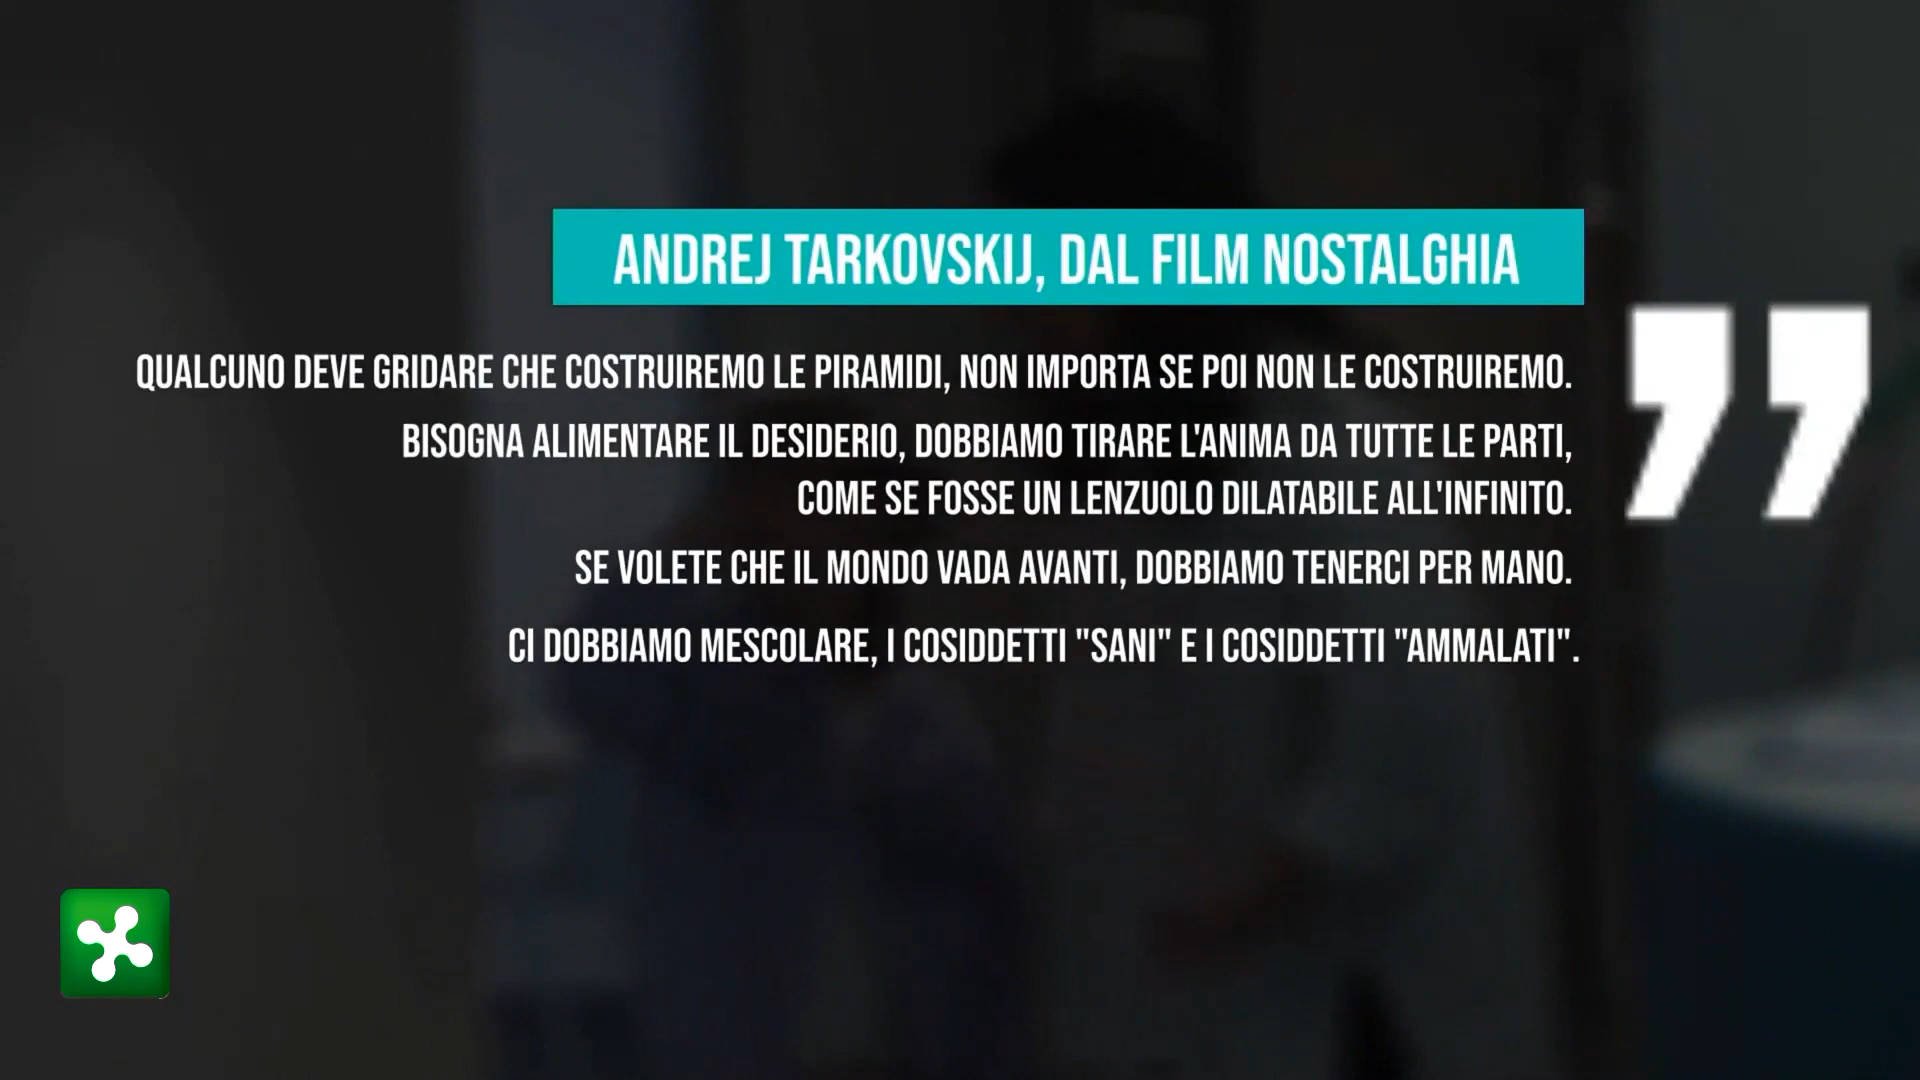 ANDREJ TARKOVSKIJ, DAL FILM NOSTALGHIA
QUALCUNO DEVE GRIDARE CHE COSTRUIREMO LE PIRAMIDI, NON IMPORTA SE POI NON LE COSTRUIREMO.
BISOGNA ALIMENTARE IL DESIDERIO, DOBBIAMO TIRARE L'ANIMA DA TUTTE LE PARTI,
COME SE FOSSE UN LENZUOLO DILATABILE ALL'INFINITO.
SE VOLETE CHE IL MONDO VADA AVANTI, DOBBIAMO TENERCI PER MANO.
CI DOBBIAMO MESCOLARE, I COSIDDETTI "SANI" E I COSIDDETTI "AMMALATI".